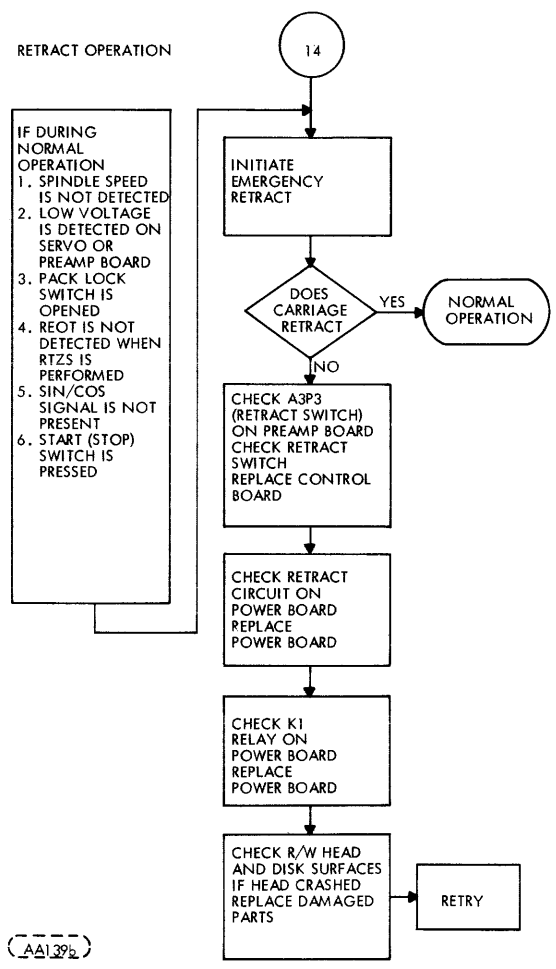 RETRACT OPERATION
14
IF DURING
NORMAL
OPERATION
1. SPINDLE SPEED
IS NOT DETECTED
2. LOW VOLTAGE
IS DETECTED ON
SERVO OR
PREAMP BOARD
3. PACK LOCK
SWITCH IS
OPENED
4. REOT IS NOT
DETECTED WHEN
RTZS IS
PERFORMED
5. SIN/COS
SIGNAL IS NOT
PRESENT
6. START (STOP)
SWITCH IS
PRESSED
INITIATE
EMERGENCY
RETRACT
DOES
CARRIAGE
RETRACT
YES
NORMAL
OPERATION
NO
CHECK A3P3
(RETRACT SWITCH)
ON PREAMP BOARD
CHECK RETRACT
SWITCH
REPLACE CONTROL
BOARD
CHECK RETRACT
CIRCUIT ON
POWER BOARD
REPLACE
POWER BOARD
CHECK K1
RELAY ON
POWER BOARD
REPLACE
POWER BOARD
CHECK R/W HEAD
AND DISK SURFACES
IF HEAD CRASHED
REPLACE DAMAGED
PARTS
RETRY
AA139b